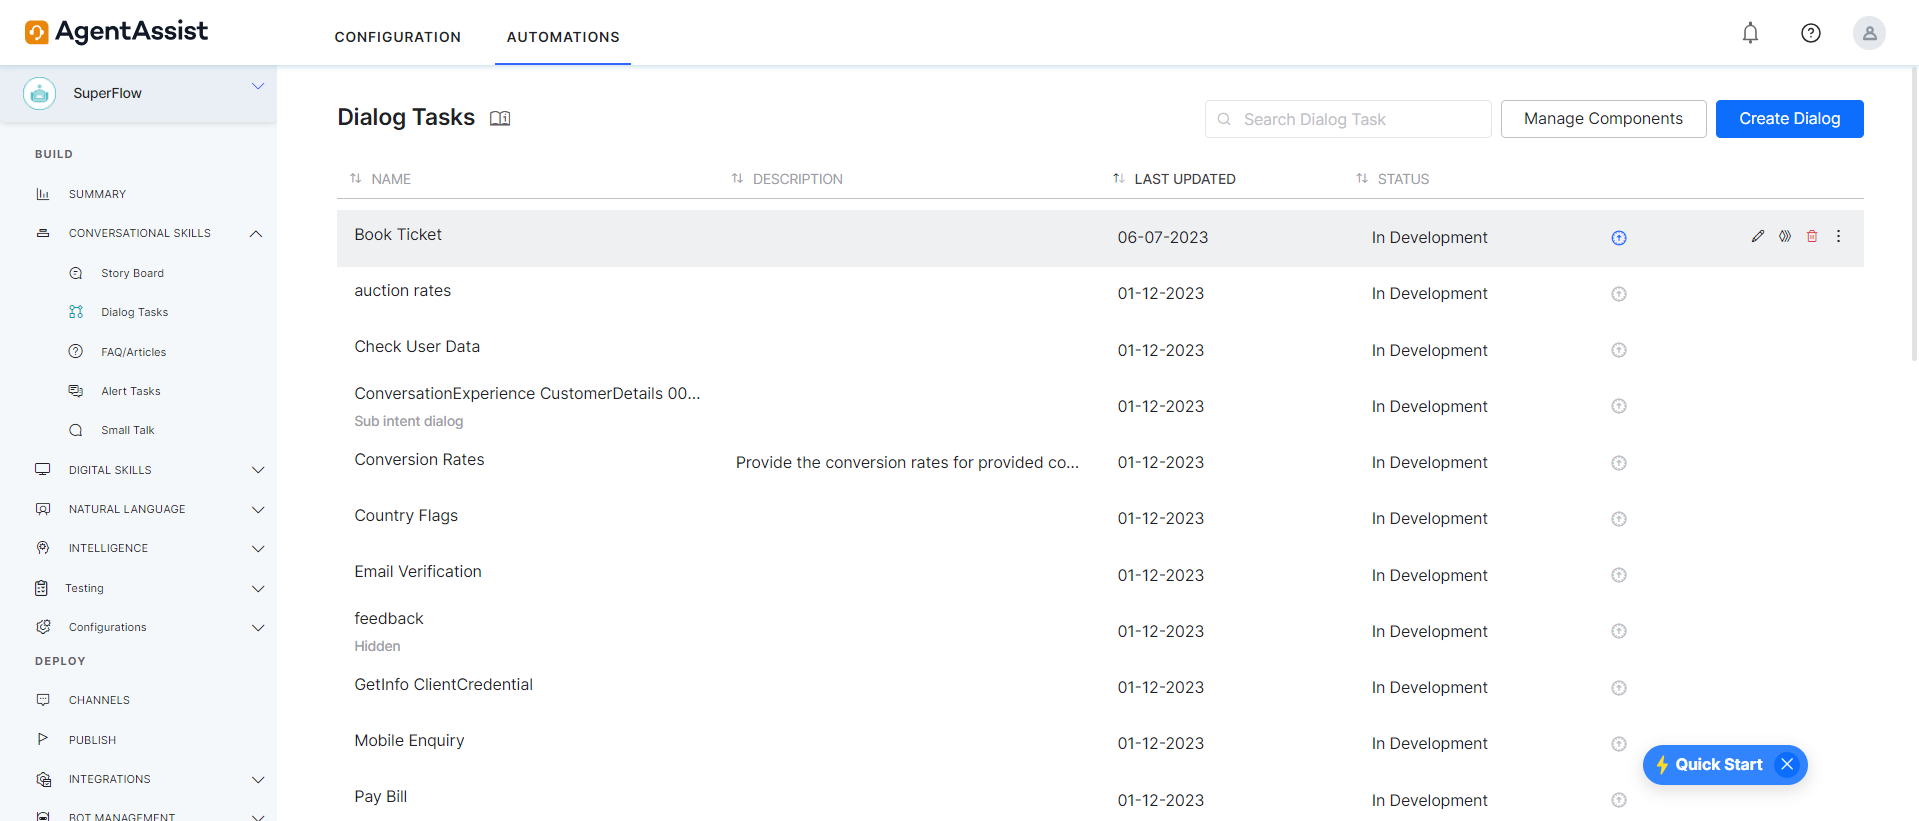 AgentAssist
CONFIGURATION
AUTOMATIONS
SuperFlow
BUILD
SUMMARY
CONVERSATIONAL SKILLS
Story Board
Dialog Tasks
FAQ/Articles
Alert Tasks
Small Talk
DIGITAL SKILLS
NATURAL LANGUAGE
INTELLIGENCE
Testing
Configurations
DEPLOY
CHANNELS
PUBLISH
INTEGRATIONS
BOT MANAGEMENT
Dialog Tasks
Search Dialog Task
Manage Components
Create Dialog
NAME DESCRIPTION LAST UPDATED STATUS
Book Ticket 06-07-2023 In Development
auction rates 01-12-2023 In Development
Check User Data 01-12-2023 In Development
ConversationExperience CustomerDetails 00... 01-12-2023 In Development
Sub intent dialog
Conversion Rates Provide the conversion rates for provided co... 01-12-2023 In Development
Country Flags 01-12-2023 In Development
Email Verification 01-12-2023 In Development
feedback 01-12-2023 In Development
Hidden
GetInfo ClientCredential 01-12-2023 In Development
Mobile Enquiry 01-12-2023 In Development
Pay Bill 01-12-2023 In Development
Quick Start